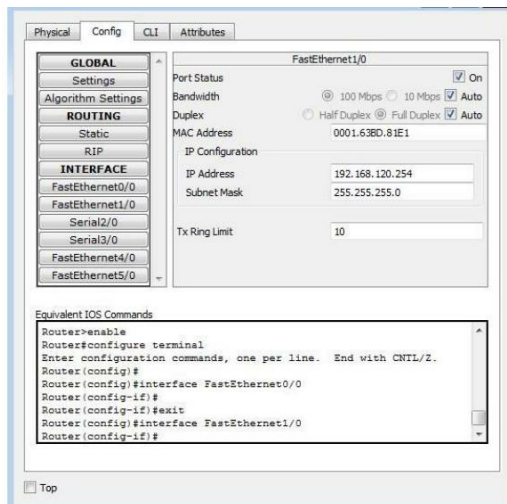 Physical Config CLI Attributes
GLOBAL
Settings
Algorithm Settings
ROUTING
Static
RIP
INTERFACE
FastEthernet0/0
FastEthernet1/0
Serial2/0
Serial3/0
FastEthernet4/0
FastEthernet5/0
FastEthernet1/0
Port Status On
Bandwidth 100 Mbps 10 Mbps Auto
Duplex Half Duplex Full Duplex Auto
MAC Address 0001.63BD.81E1
IP Configuration
IP Address 192.168.120.254
Subnet Mask 255.255.255.0
Tx Ring Limit 10
Equivalent IOS Commands
Router>enable
Router#configure terminal
Enter configuration commands, one per line. End with CNTL/Z.
Router(config)#
Router(config)#interface FastEthernet0/0
Router(config-if)#
Router(config-if)#exit
Router(config)#interface FastEthernet1/0
Router(config-if)#
Top